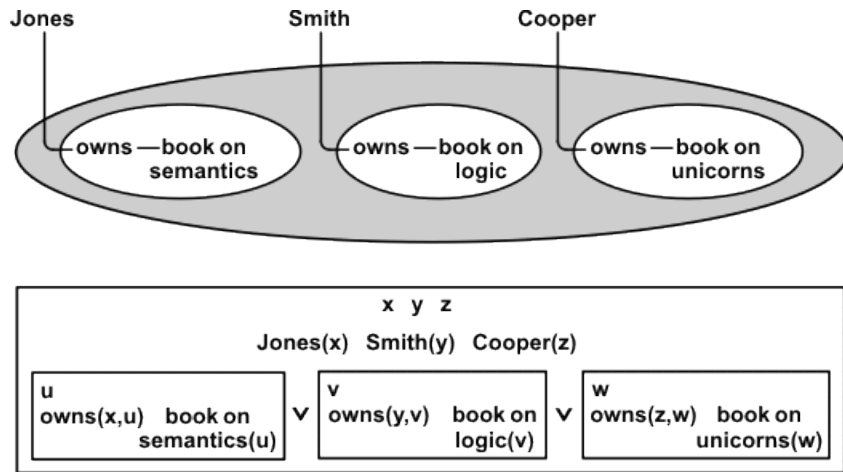 Jones Smith Cooper
owns book on owns book on owns book on
semantics logic unicorns
x y z
Jones(x) Smith(y) Cooper(z)
u v w
owns(x,u) book on ∨ owns(y,v) book on ∨ owns(z,w) book on
semantics(u) logic(v) unicorns(w)